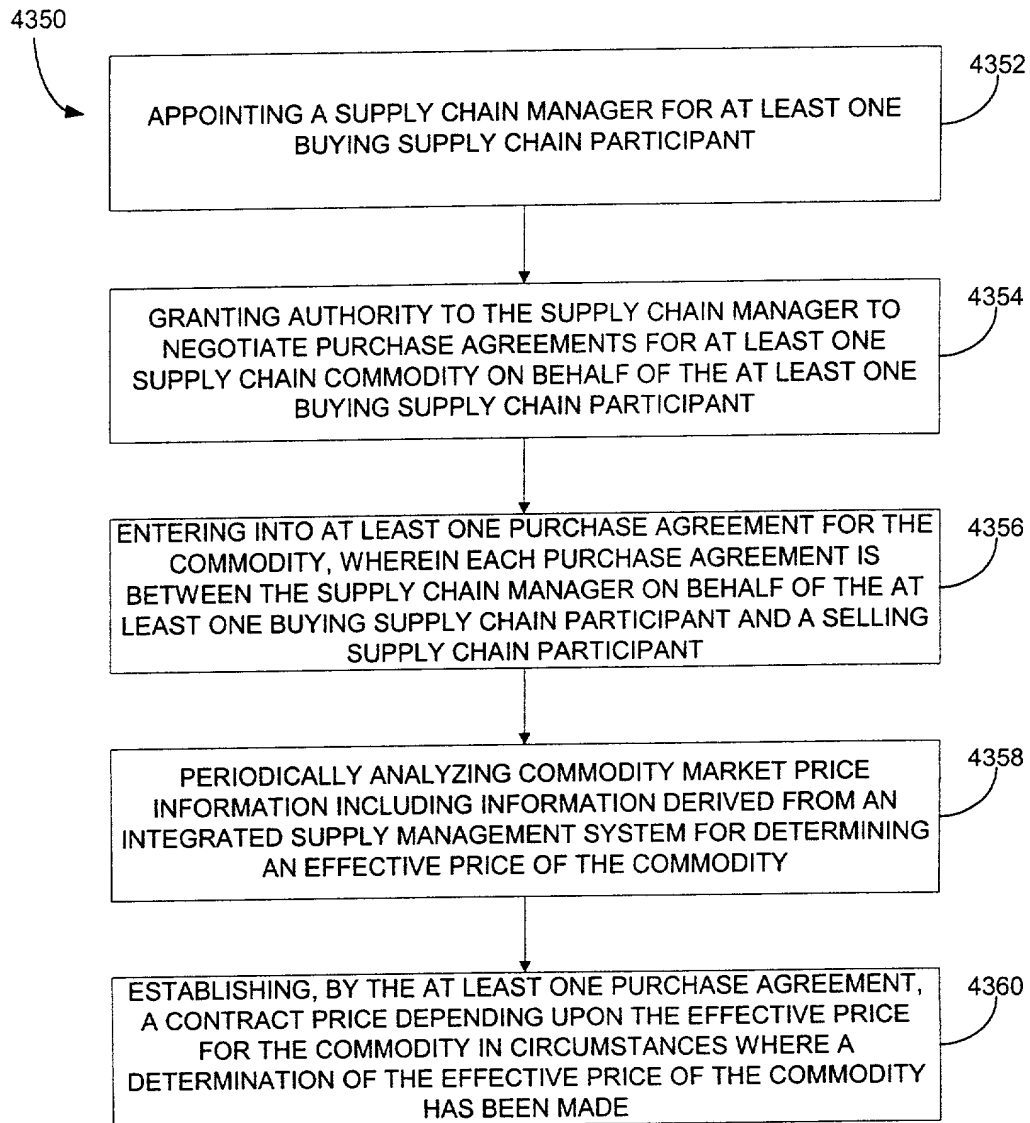 4350
APPOINTING A SUPPLY CHAIN MANAGER FOR AT LEAST ONE
BUYING SUPPLY CHAIN PARTICIPANT
4352
GRANTING AUTHORITY TO THE SUPPLY CHAIN MANAGER TO
NEGOTIATE PURCHASE AGREEMENTS FOR AT LEAST ONE
SUPPLY CHAIN COMMODITY ON BEHALF OF THE AT LEAST ONE
BUYING SUPPLY CHAIN PARTICIPANT
4354
ENTERING INTO AT LEAST ONE PURCHASE AGREEMENT FOR THE
COMMODITY, WHEREIN EACH PURCHASE AGREEMENT IS
BETWEEN THE SUPPLY CHAIN MANAGER ON BEHALF OF THE AT
LEAST ONE BUYING SUPPLY CHAIN PARTICIPANT AND A SELLING
SUPPLY CHAIN PARTICIPANT
4356
PERIODICALLY ANALYZING COMMODITY MARKET PRICE
INFORMATION INCLUDING INFORMATION DERIVED FROM AN
INTEGRATED SUPPLY MANAGEMENT SYSTEM FOR DETERMINING
AN EFFECTIVE PRICE OF THE COMMODITY
4358
ESTABLISHING, BY THE AT LEAST ONE PURCHASE AGREEMENT,
A CONTRACT PRICE DEPENDING UPON THE EFFECTIVE PRICE
FOR THE COMMODITY IN CIRCUMSTANCES WHERE A
DETERMINATION OF THE EFFECTIVE PRICE OF THE COMMODITY
HAS BEEN MADE
4360